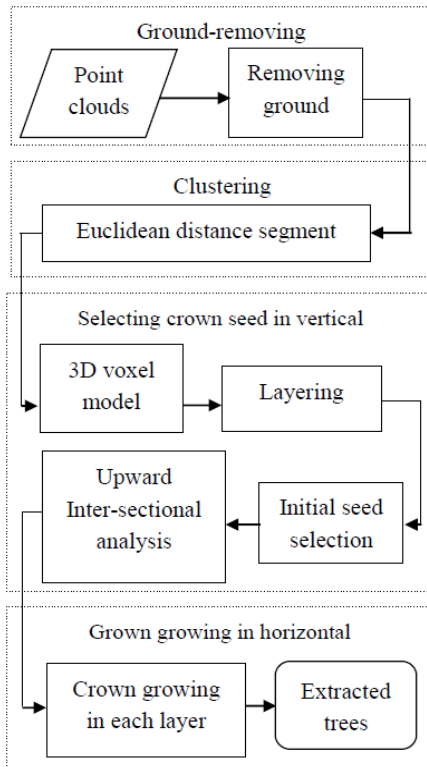 Ground-removing
Point
clouds
Removing
ground
Clustering
Euclidean distance segment
Selecting crown seed in vertical
3D voxel
model
Layering
Upward
Inter-sectional
analysis
Initial seed
selection
Grown growing in horizontal
Crown growing
in each layer
Extracted
trees